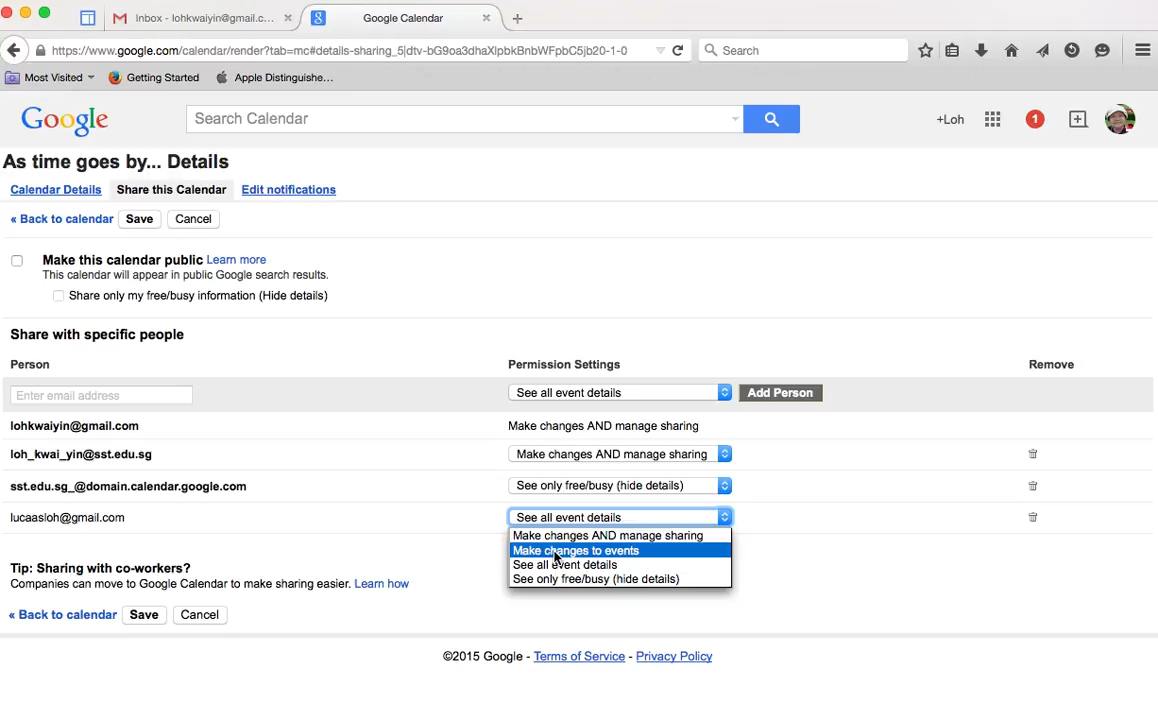 Inbox - lohkwaiyin@gmail.c...
Google Calendar
https://www.google.com/calendar/render?tab=mc#details-sharing_5|dtv-bG9oa3dhaXlpbkBnbWFpbC5jb20-1-0
Search
Most Visited
Getting Started
Apple Distinguishe...
Google
Search Calendar
+Loh
1
As time goes by... Details
Calendar Details
Share this Calendar
Edit notifications
« Back to calendar
Save
Cancel
Make this calendar public Learn more
This calendar will appear in public Google search results.
Share only my free/busy information (Hide details)
Share with specific people
Person
Permission Settings
Remove
Enter email address
See all event details
Add Person
lohkwaiyin@gmail.com
Make changes AND manage sharing
loh_kwai_yin@sst.edu.sg
Make changes AND manage sharing
sst.edu.sg_@domain.calendar.google.com
See only free/busy (hide details)
lucaasloh@gmail.com
See all event details
Make changes AND manage sharing
Make changes to events
See all event details
See only free/busy (hide details)
Tip: Sharing with co-workers?
Companies can move to Google Calendar to make sharing easier. Learn how
« Back to calendar
Save
Cancel
©2015 Google - Terms of Service - Privacy Policy